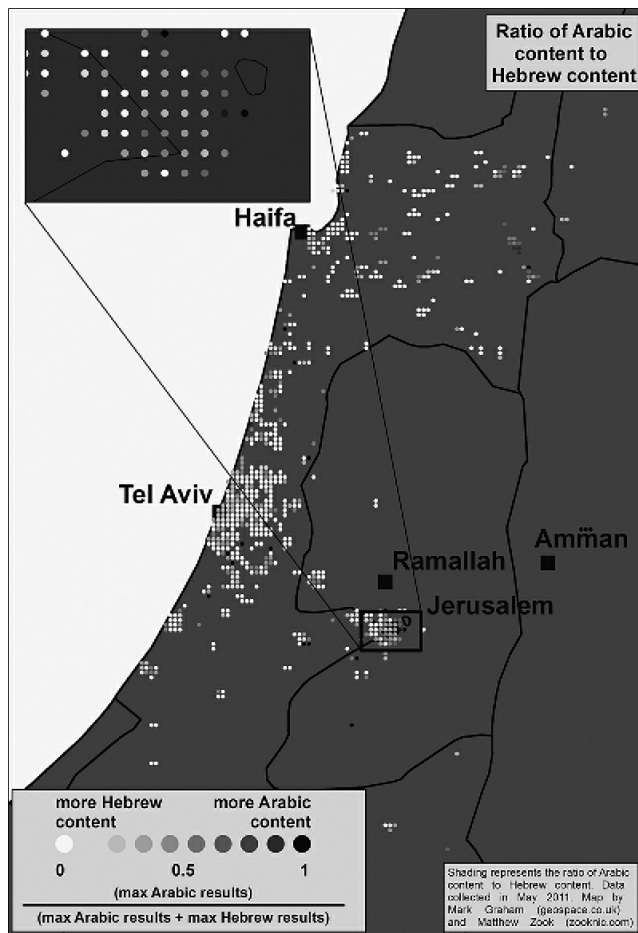 Ratio of Arabic
content to
Hebrew content
Haifa
Tel Aviv
Amman
Ramallah
Jerusalem
more Hebrew
content
more Arabic
content
0
0.5
1
(max Arabic results)
(max Arabic results + max Hebrew results)
Shading represents the ratio of Arabic
content to Hebrew content. Data
collected in May 2011. Map by
Mark Graham (geospace.co.uk)
and Matthew Zook (zooknic.com)